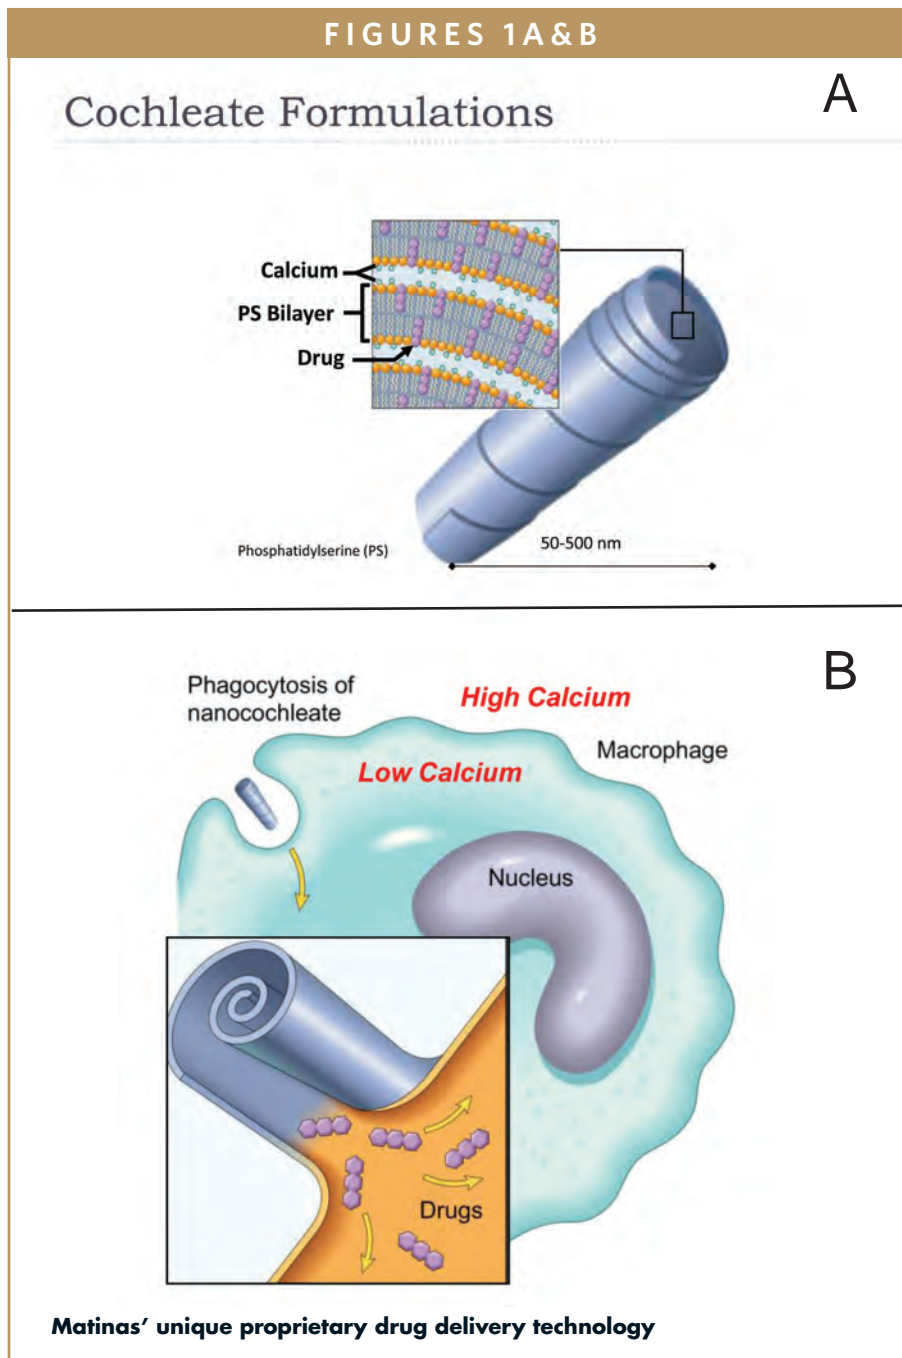 FIGURES 1A&B
A
Cochleate Formulations
Calcium
PS Bilayer
Drug
Phosphatidylserine (PS)
50-500 nm
B
Phagocytosis of
nanocochleate
High Calcium
Macrophage
Low Calcium
Nucleus
Drugs
Matinas’ unique proprietary drug delivery technology